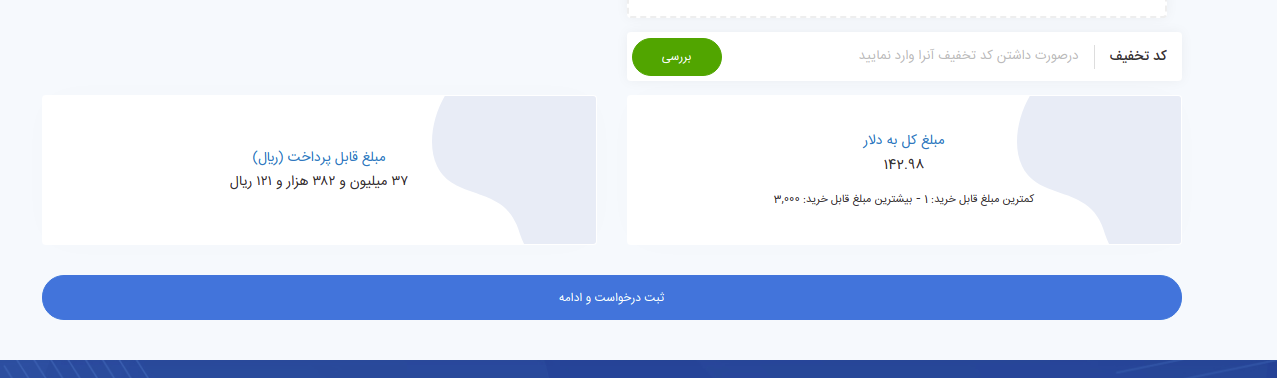 کد تخفیف
درصورت داشتن کد تخفیف آنرا وارد نمایید
بررسی
مبلغ کل به دلار
۱۴۲.۹۸
کمترین مبلغ قابل خرید: ۱ - بیشترین مبلغ قابل خرید: ۳,۰۰۰
مبلغ قابل پرداخت (ریال)
۳۷ میلیون و ۳۸۲ هزار و ۱۲۱ ریال
ثبت درخواست و ادامه